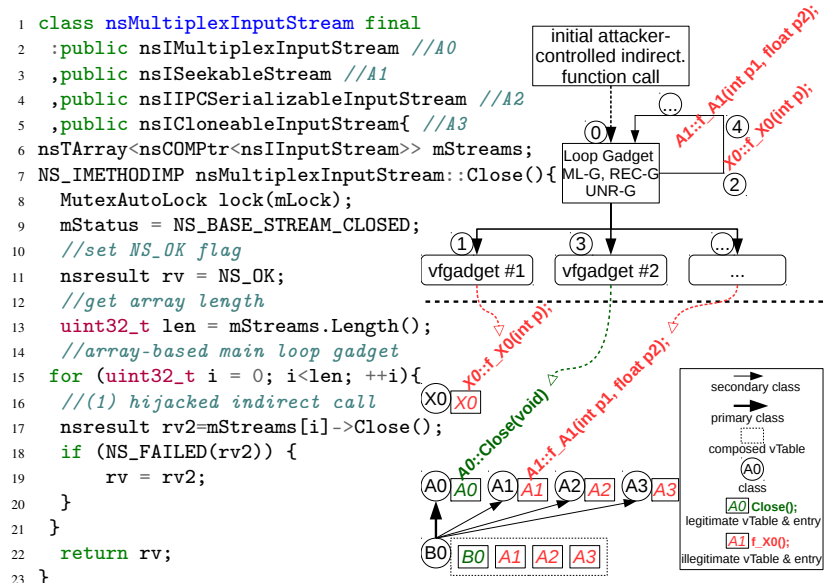 1 class nsMultiplexInputStream final
2 :public nsIMultiplexInputStream //A0
3 ,public nsISeekableStream //A1
4 ,public nsIIPCSerializableInputStream //A2
5 ,public nsICloneableInputStream{ //A3
6 nsTArray<nsCOMPtr<nsIInputStream>> mStreams;
7 NS_IMETHODIMP nsMultiplexInputStream::Close(){
8 MutexAutoLock lock(mLock);
9 mStatus = NS_BASE_STREAM_CLOSED;
10 //set NS_OK flag
11 nsresult rv = NS_OK;
12 //get array length
13 uint32_t len = mStreams.Length();
14 //array-based main loop gadget
15 for (uint32_t i = 0; i<len; ++i){
16 //(1) hijacked indirect call
17 nsresult rv2=mStreams[i]->Close();
18 if (NS_FAILED(rv2)) {
19 rv = rv2;
20 }
21 }
22 return rv;
23 }
initial attacker-
controlled indirect.
function call
A1::f_A1(int p1, float p2);
X0::f_X0(int p);
...
0
4
Loop Gadget
ML-G, REC-G
UNR-G
2
1
3
...
vfgadget #1
vfgadget #2
...
X0::f_X0(int p);
A0::Close(void)
A1::f_A1(int p1, float p2);
X0 X0
A0 A0 A1 A1 A2 A2 A3 A3
B0 B0 A1 A2 A3
secondary class
primary class
composed vTable
A0
class
A0 Close();
legitimate vTable & entry
A1 f_X0();
illegitimate vTable & entry